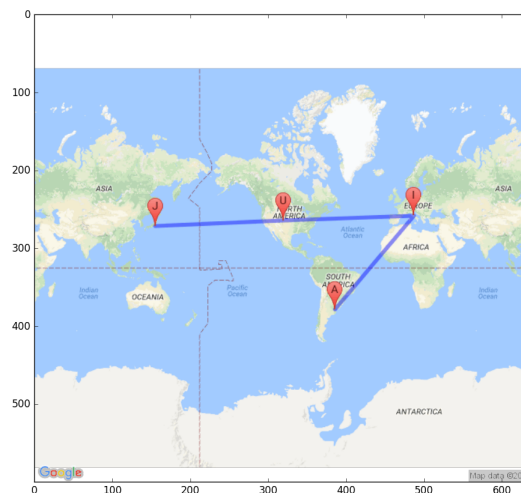 0
100
200
300
400
500
ASIA
J
U
NORTH
AMERICA
I
EUROPE
ASIA
Atlantic
Ocean
AFRICA
SOUTH
AMERICA
A
Indian
Ocean
OCEANIA
Pacific
Ocean
Indian
Ocean
ANTARCTICA
Google
Map data ©20
0 100 200 300 400 500 600